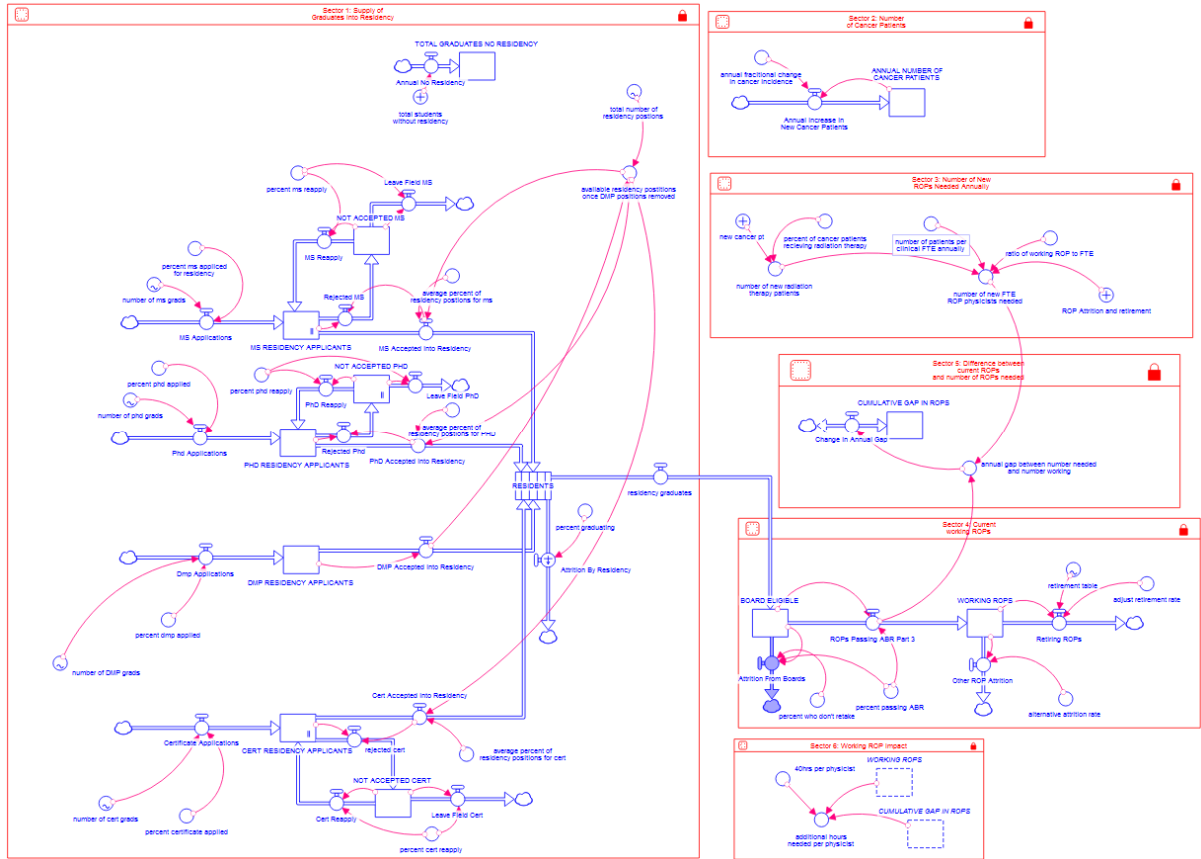 Sector 1: Supply of
Graduates into Residency
TOTAL GRADUATES NO RESIDENCY
Annual No Residency
total students
without residency
total number of
residency postions
percent ms reapply
Leave Field MS
available residency postitions
once DMP positions removed
NOT ACCEPTED MS
MS Reapply
percent ms appliced
for residency
number of ms grads
Rejected MS
average percent of
residency postions for ms
MS Applications
MS RESIDENCY APPLICANTS
MS Accepted into Residency
percent phd applied
NOT ACCEPTED PHD
percent phd reapply
PhD Reapply
Leave Field PhD
number of phd grads
average percent of
residency postions for PHD
Phd Applications
Rejected Phd
PHD RESIDENCY APPLICANTS
PhD Accepted Into Residency
RESIDENTS
residency graduates
percent graduating
Dmp Applications
DMP RESIDENCY APPLICANTS
DMP Accepted Into Residency
Attrition By Residency
percent dmp applied
number of DMP grads
Cert Accepted Into Residency
Certificate Applications
CERT RESIDENCY APPLICANTS
rejected cert
average percent of
residency positions for cert
NOT ACCEPTED CERT
number of cert grads
percent certificate applied
Cert Reapply
Leave Field Cert
percent cert reapply
Sector 2: Number
of Cancer Patients
annual fracitional change
in cancer incidence
ANNUAL NUMBER OF
CANCER PATIENTS
Annual Increase in
New Cancer Patients
Sector 3: Number of New
ROPs Needed Annually
new cancer pt
percent of cancer patients
recieving radiation therapy
number of patients per
clinical FTE annually
ratio of working ROP to FTE
number of new radiation
therapy patients
number of new FTE
ROP physicists needed
ROP Attrition and retirement
Sector 5: Difference between
current ROPs
and number of ROPs needed
CUMULATIVE GAP IN ROPS
Change in Annual Gap
annual gap between number needed
and number working
Sector 4: Current
working ROPs
retirement table
adjust retirement rate
BOARD ELIGIBLE
WORKING ROPS
ROPs Passing ABR Part 3
Retiring ROPs
Attrition From Boards
Other ROP Attrition
percent who don't retake
percent passing ABR
alternative attrition rate
Sector 6: Working ROP Impact
40hrs per physicist
WORKING ROPS
CUMULATIVE GAP IN ROPS
additional hours
needed per physicist